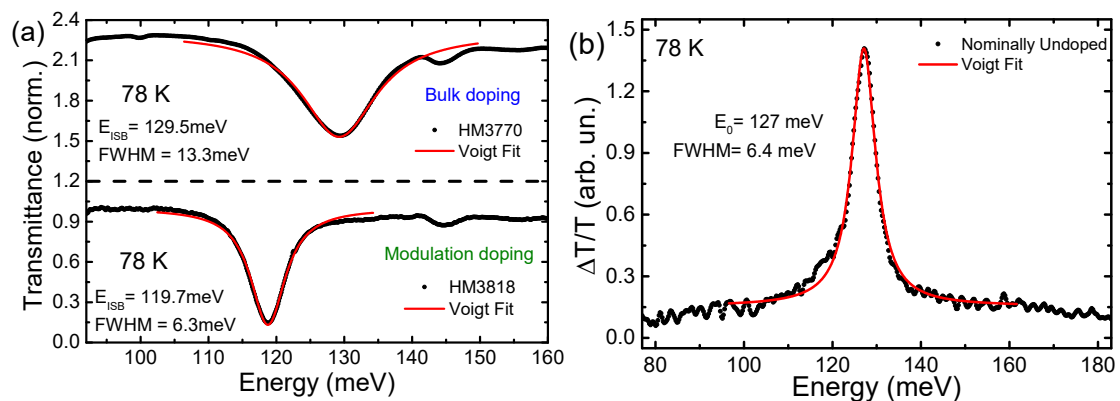 (a)
2.4
2.1
1.8
1.5
1.2
0.9
0.6
0.3
0.0
Transmittance (norm.)
78 K
E_ISB= 129.5meV
FWHM = 13.3meV
Bulk doping
HM3770
Voigt Fit
78 K
E_ISB= 119.7meV
FWHM = 6.3meV
Modulation doping
HM3818
Voigt Fit
100 110 120 130 140 150 160
Energy (meV)
(b)
1.5
1.2
0.9
0.6
0.3
0.0
ΔT/T (arb. un.)
78 K
Nominally Undoped
Voigt Fit
E_0= 127 meV
FWHM= 6.4 meV
80 100 120 140 160 180
Energy (meV)